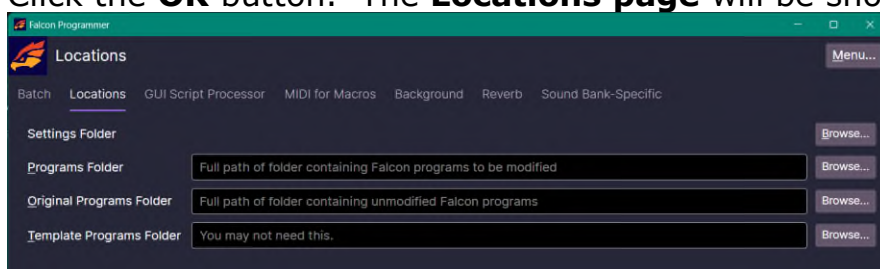 Click the OK button. The Locations page will be sho
Falcon Programmer
Locations
Menu...
Batch Locations GUI Script Processor MIDI for Macros Background Reverb Sound Bank-Specific
Settings Folder Browse...
Programs Folder Full path of folder containing Falcon programs to be modified Browse...
Original Programs Folder Full path of folder containing unmodified Falcon programs Browse...
Template Programs Folder You may not need this. Browse...